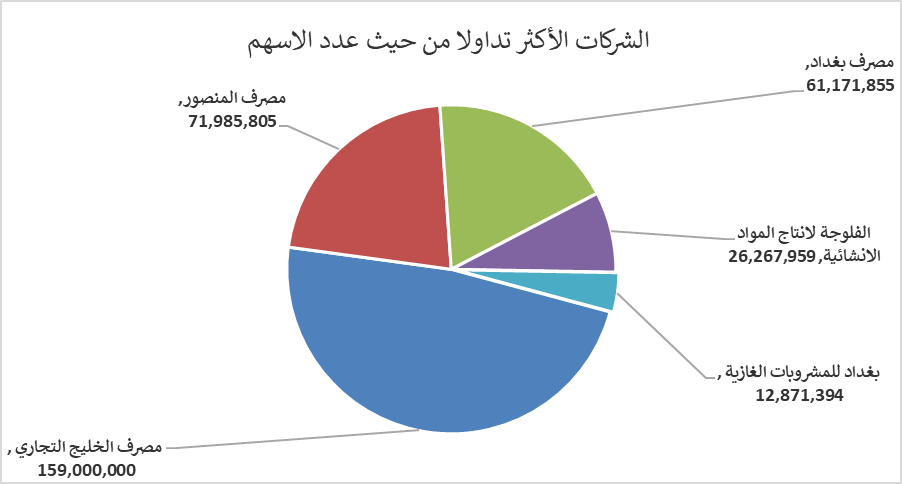 الشركات الأكثر تداولا من حيث عدد الاسهم
مصرف بغداد,
61,171,855
مصرف المنصور,
71,985,805
الفلوجة لانتاج المواد
الانشائية, 26,267,959
بغداد للمشروبات الغازية ,
12,871,394
مصرف الخليج التجاري ,
159,000,000